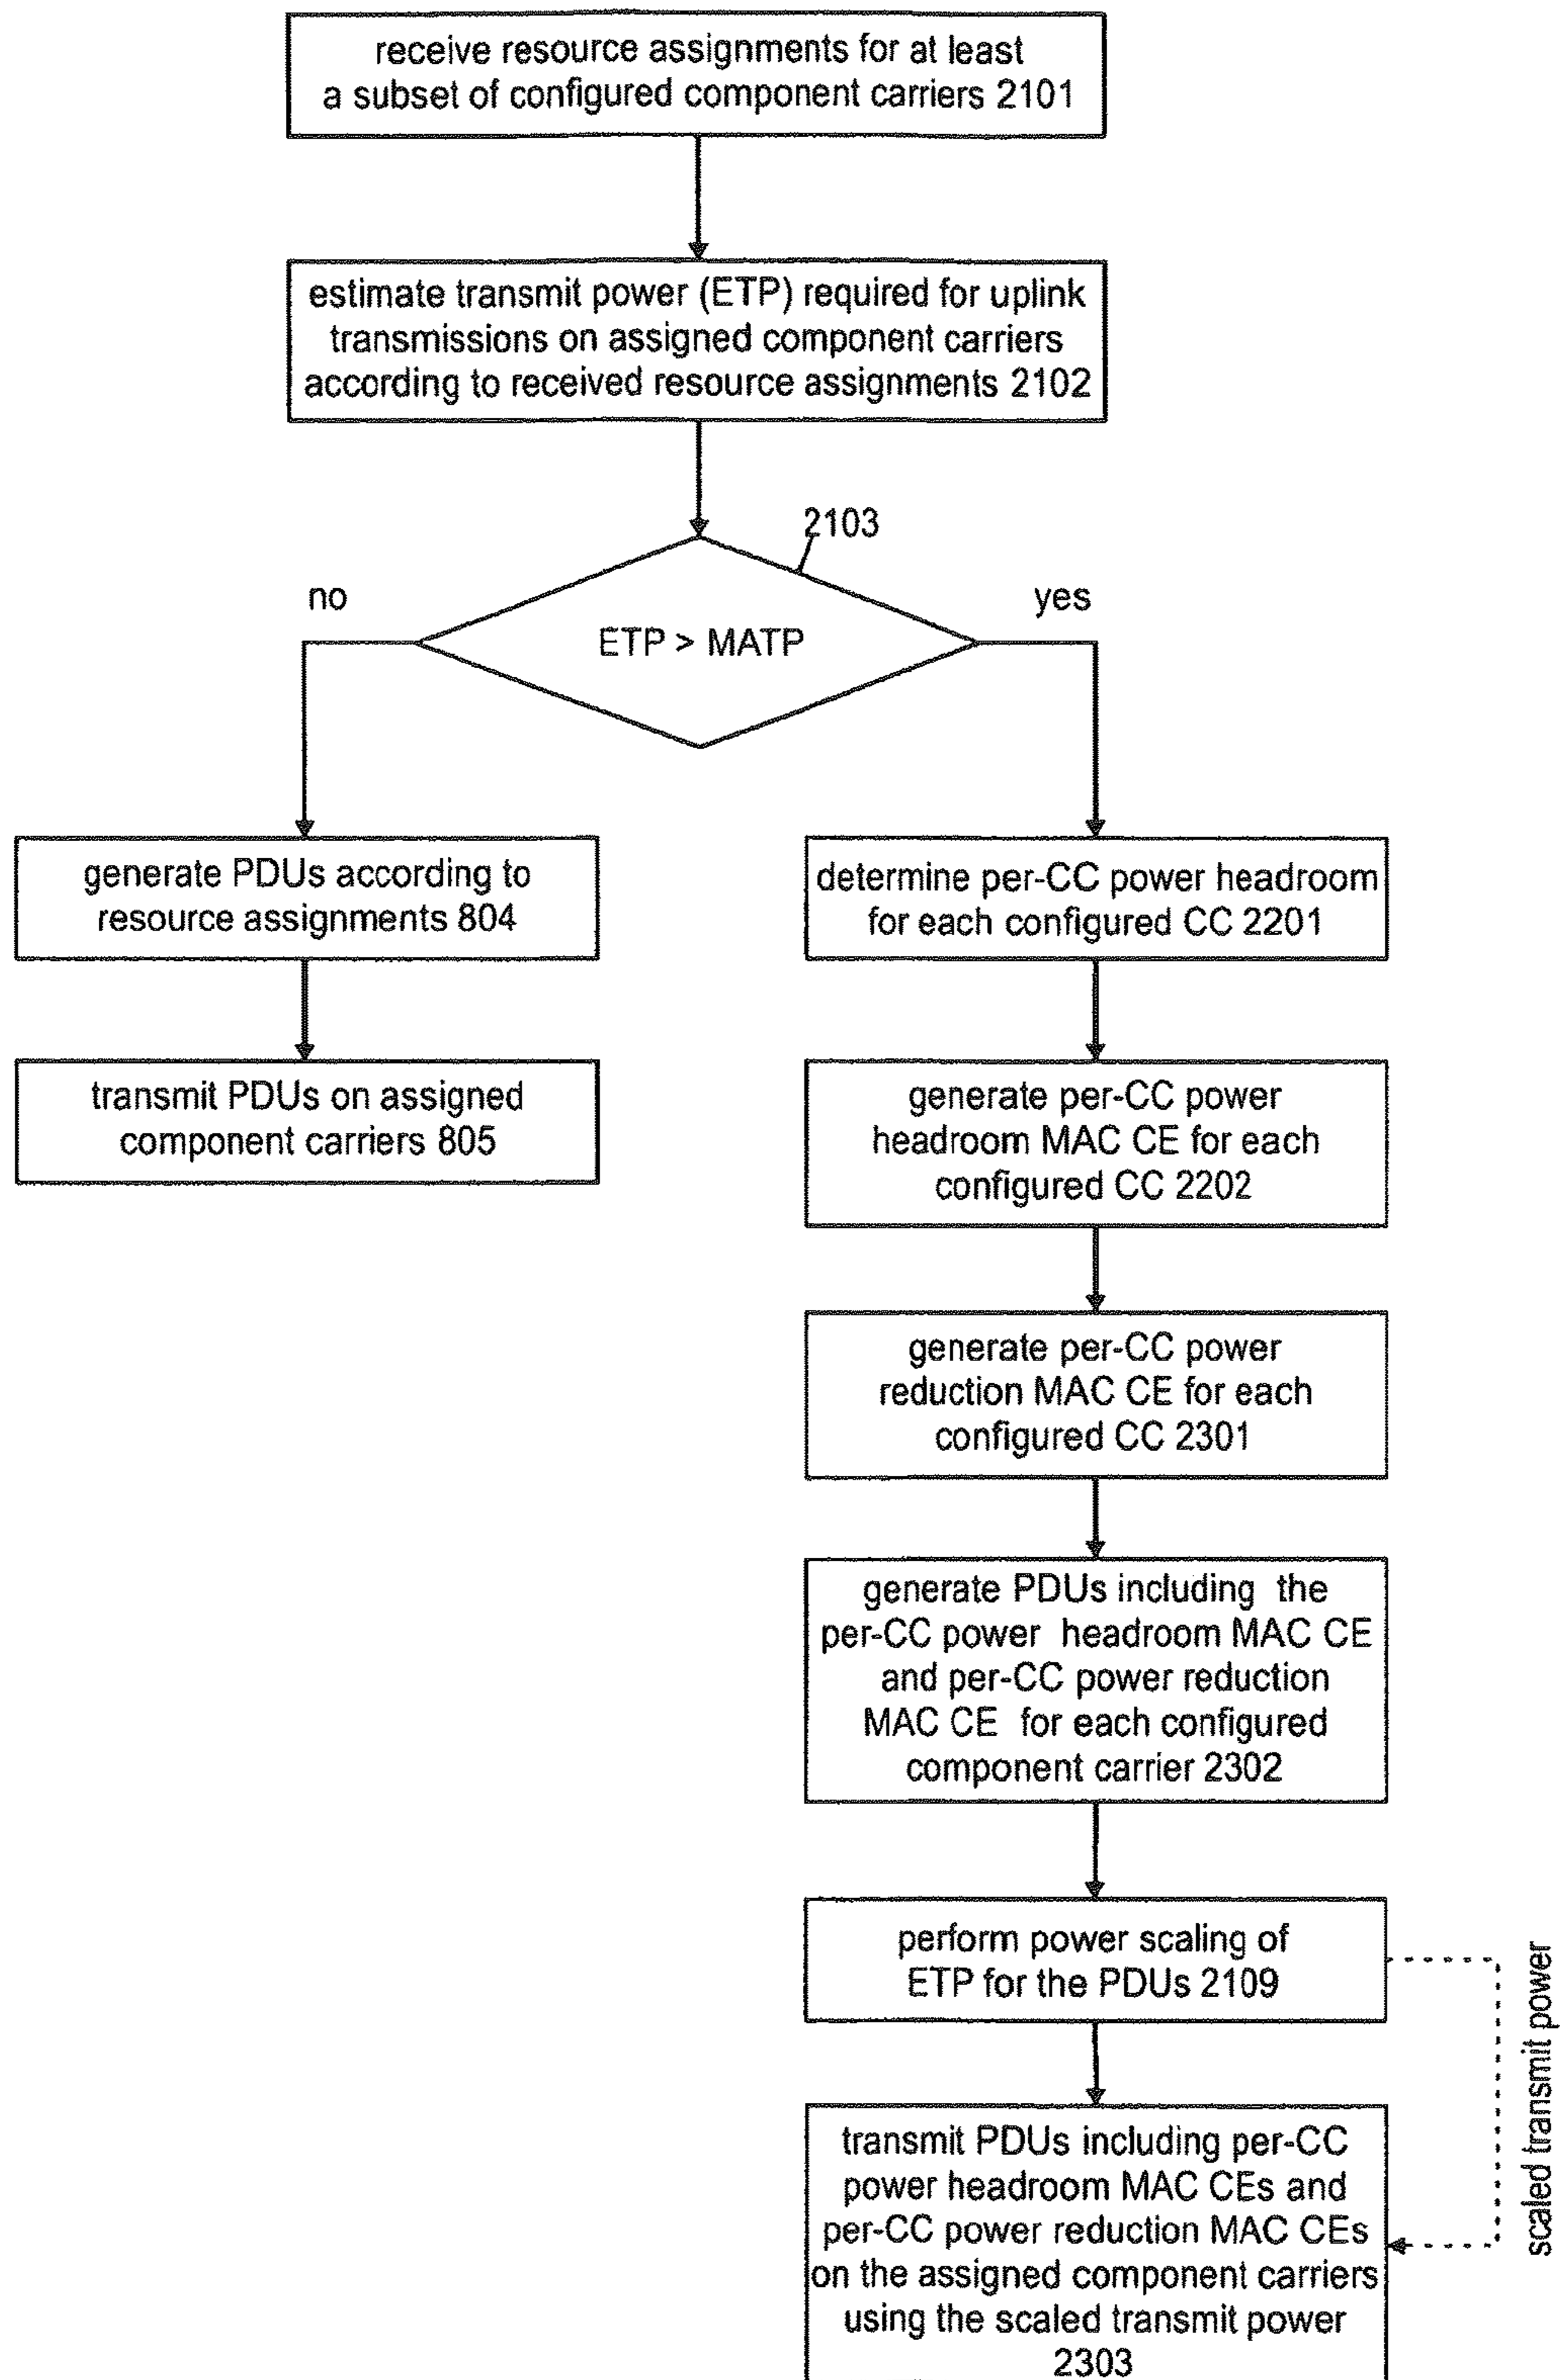 receive resource assignments for at least
a subset of configured component carriers 2101
estimate transmit power (ETP) required for uplink
transmissions on assigned component carriers
according to received resource assignments 2102
2103
no
yes
ETP > MATP
generate PDUs according to
resource assignments 804
transmit PDUs on assigned
component carriers 805
determine per-CC power headroom
for each configured CC 2201
generate per-CC power
headroom MAC CE for each
configured CC 2202
generate per-CC power
reduction MAC CE for each
configured CC 2301
generate PDUs including the
per-CC power headroom MAC CE
and per-CC power reduction
MAC CE for each configured
component carrier 2302
perform power scaling of
ETP for the PDUs 2109
scaled transmit power
transmit PDUs including per-CC
power headroom MAC CEs and
per-CC power reduction MAC CEs
on the assigned component carriers
using the scaled transmit power
2303